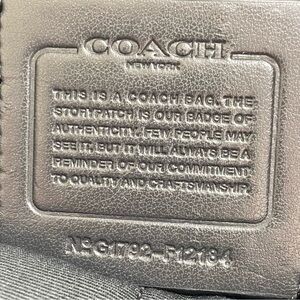 COACH
NEW YORK
THIS IS A COACH BAG. THE
STORYPATCH IS OUR BADGE OF
AUTHENTICITY. FEW PEOPLE MAY
SEE IT, BUT IT WILL ALWAYS BE A
REMINDER OF OUR COMMITMENT
TO QUALITY AND CRAFTSMANSHIP.
No G1792-F12184